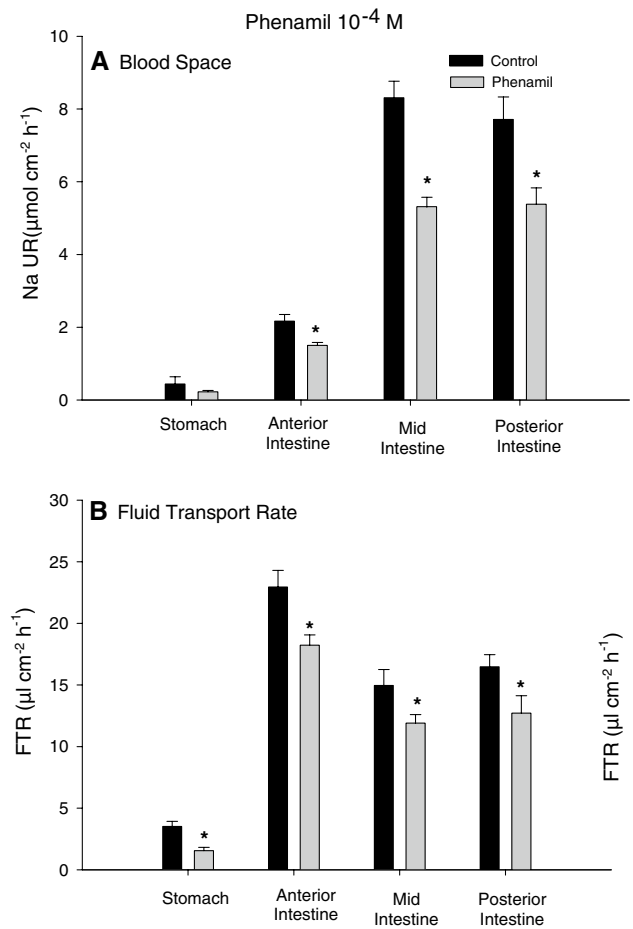 Phenamil 10⁻⁴ M
A Blood Space
Control
Phenamil
Na UR(μmol cm⁻² h⁻¹)
10
8
6
4
2
0
*
*
*
Stomach
Anterior
Intestine
Mid
Intestine
Posterior
Intestine
B Fluid Transport Rate
FTR (μl cm⁻² h⁻¹)
30
25
20
15
10
5
0
*
*
*
*
FTR (μl cm⁻² h⁻¹)
Stomach
Anterior
Intestine
Mid
Intestine
Posterior
Intestine